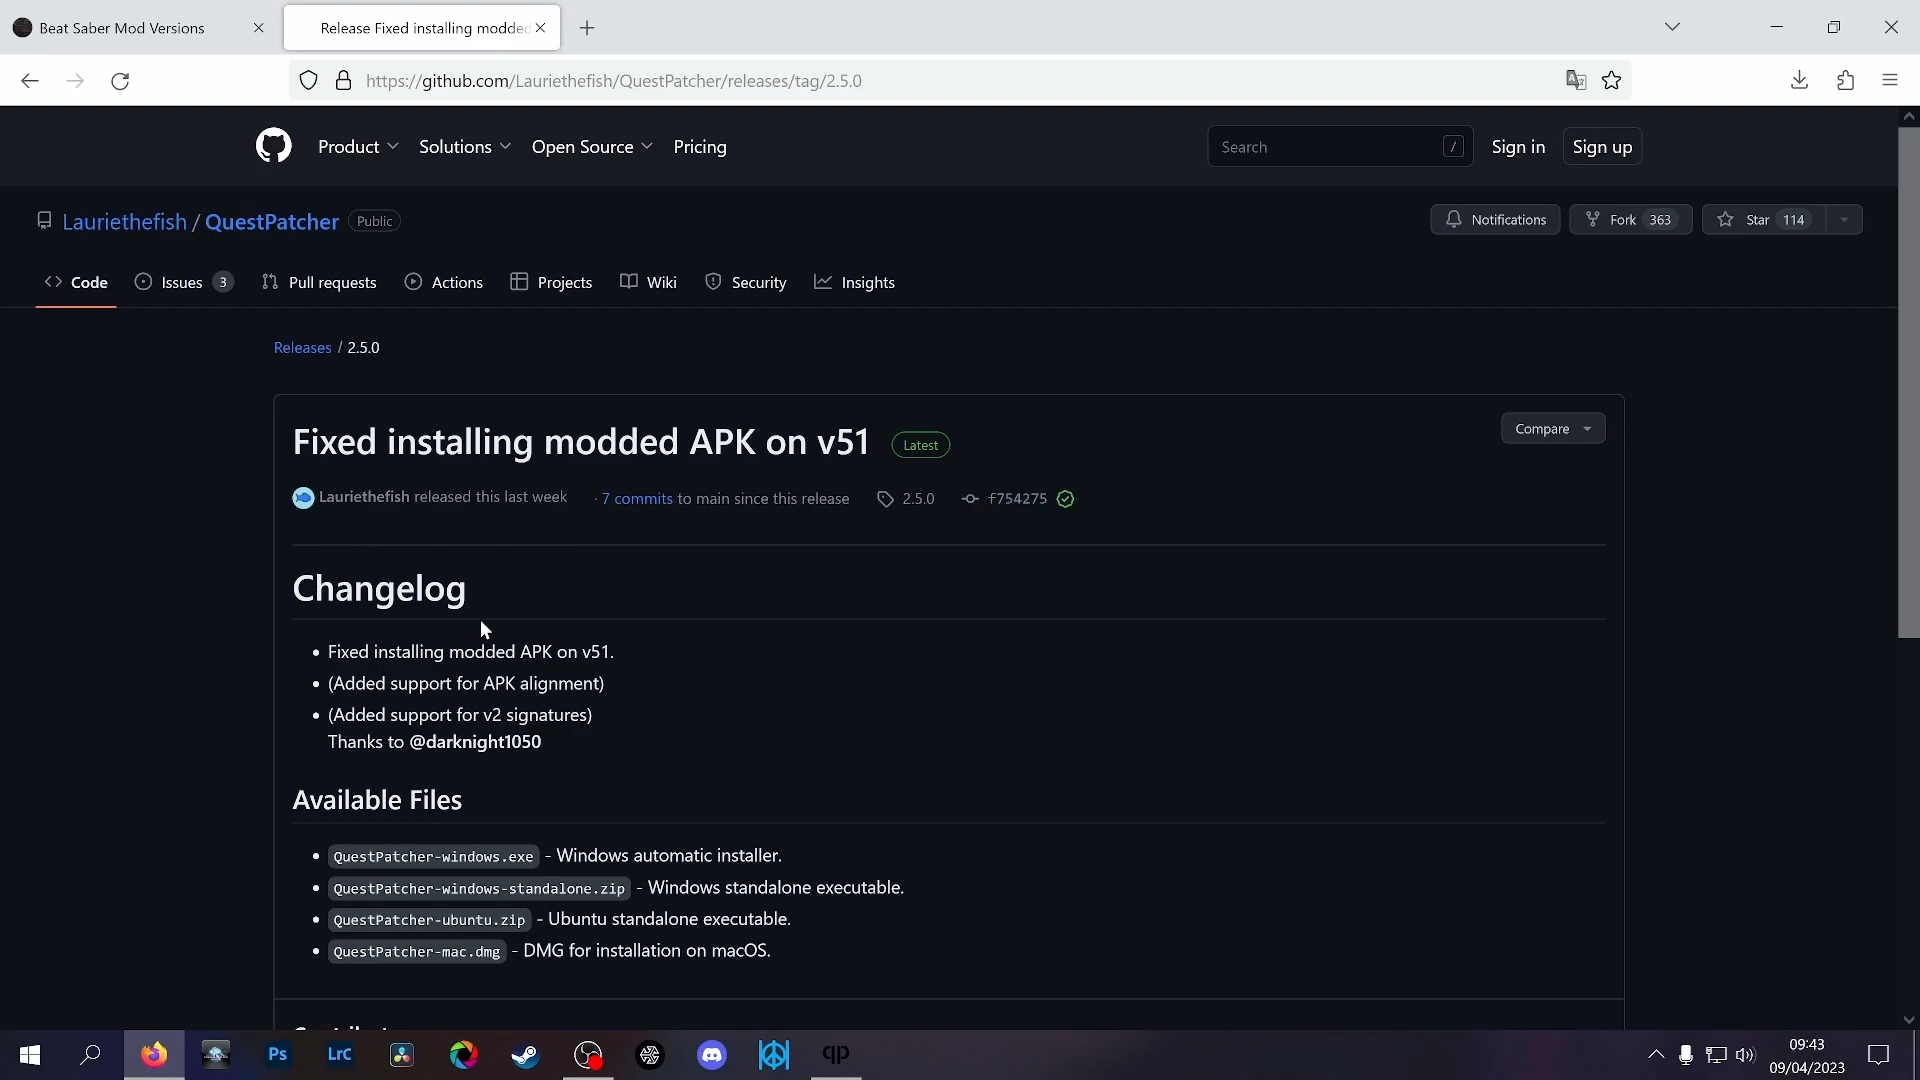 Beat Saber Mod Versions
Release Fixed installing modded
https://github.com/Lauriethefish/QuestPatcher/releases/tag/2.5.0
Product Solutions Open Source Pricing
Search /
Sign in Sign up
Lauriethefish / QuestPatcher Public
Notifications Fork 363 Star 114
Code Issues 3 Pull requests Actions Projects Wiki Security Insights
Releases / 2.5.0
Fixed installing modded APK on v51 Latest
Compare
Lauriethefish released this last week · 7 commits to main since this release 2.5.0 f754275
Changelog
• Fixed installing modded APK on v51.
• (Added support for APK alignment)
• (Added support for v2 signatures)
Thanks to @darknight1050
Available Files
• QuestPatcher-windows.exe - Windows automatic installer.
• QuestPatcher-windows-standalone.zip - Windows standalone executable.
• QuestPatcher-ubuntu.zip - Ubuntu standalone executable.
• QuestPatcher-mac.dmg - DMG for installation on macOS.
Ps LrC
09:43
09/04/2023